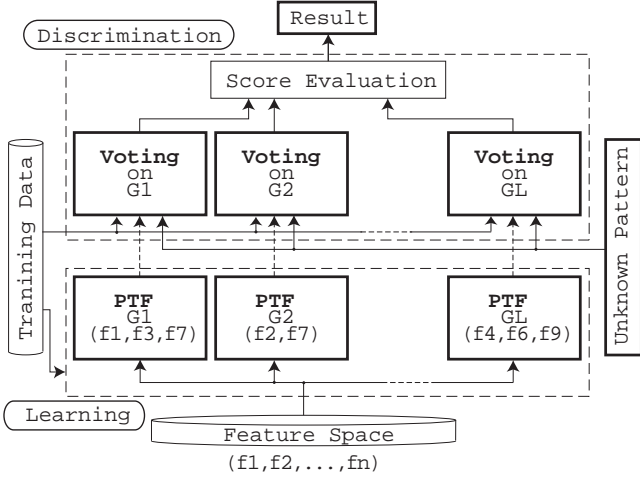 Result
Discrimination
Score Evaluation
Voting
on
G1
Voting
on
G2
Voting
on
GL
Tranining Data
Unknown Pattern
PTF
G1
(f1,f3,f7)
PTF
G2
(f2,f7)
PTF
GL
(f4,f6,f9)
Learning
Feature Space
(f1,f2,...,fn)